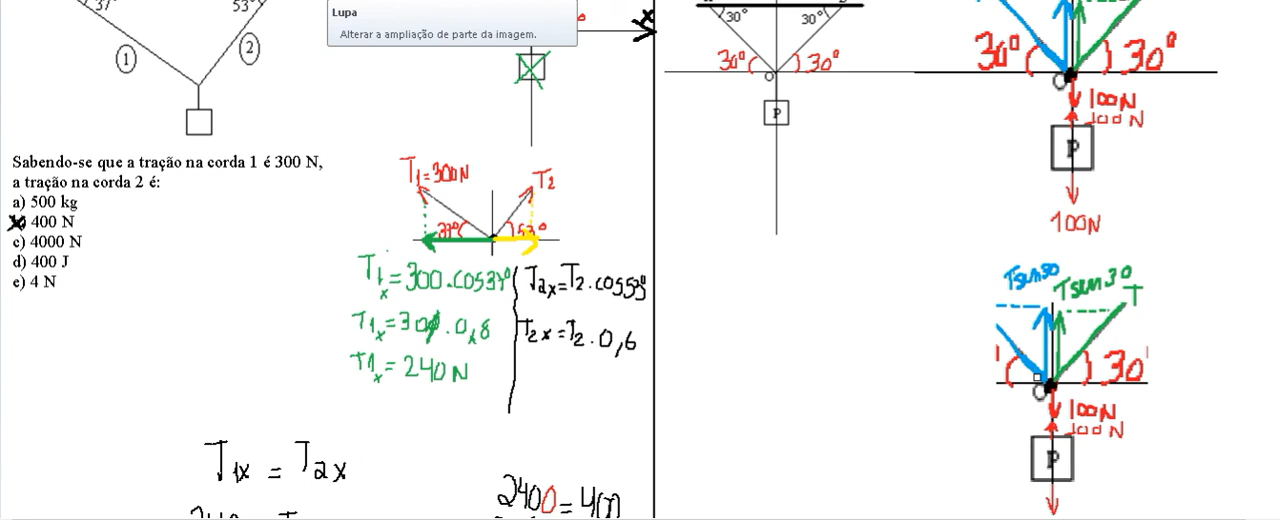 37°
53°
1
2
Lupa
Alterar a ampliação de parte da imagem.
x
Sabendo-se que a tração na corda 1 é 300 N,
a tração na corda 2 é:
a) 500 kg
400 N
c) 4000 N
d) 400 J
e) 4 N
T1=300N
T2
37°
53°
T1x=300.cos37°
T2x=T2.cos53°
T1x=300.0,8
T2x=T2.0,6
T1x=240N
T1x = T2x
2400=400
30°
30°
30°
30°
O
P
30°
30°
O
100N
100N
P
100N
Tsen30
Tsen30
T
30
O
100N
100N
P